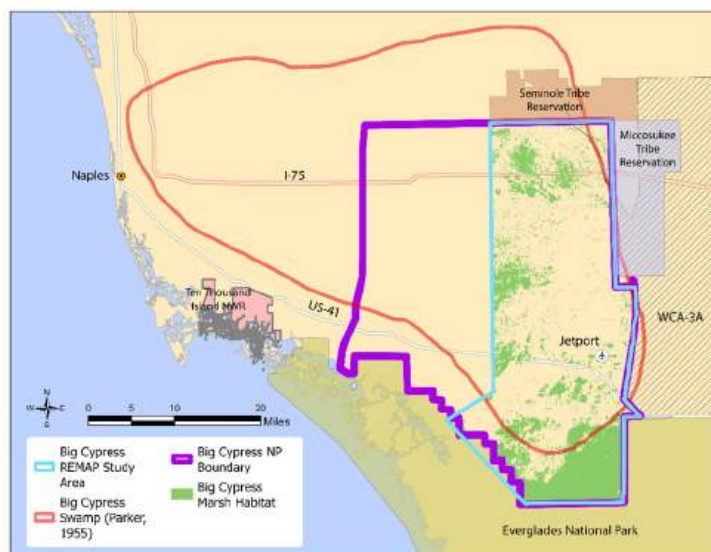 Seminole Tribe
Reservation
Miccosukee
Tribe
Reservation
I-75
Naples
Ten Thousand
Island NWR
US-41
WCA-3A
Jetport
N
W
E
S
0
5
10
20
Miles
Big Cypress
REMAP Study
Area
Big Cypress
Swamp (Parker,
1955)
Big Cypress NP
Boundary
Big Cypress
Marsh Habitat
Everglades National Park